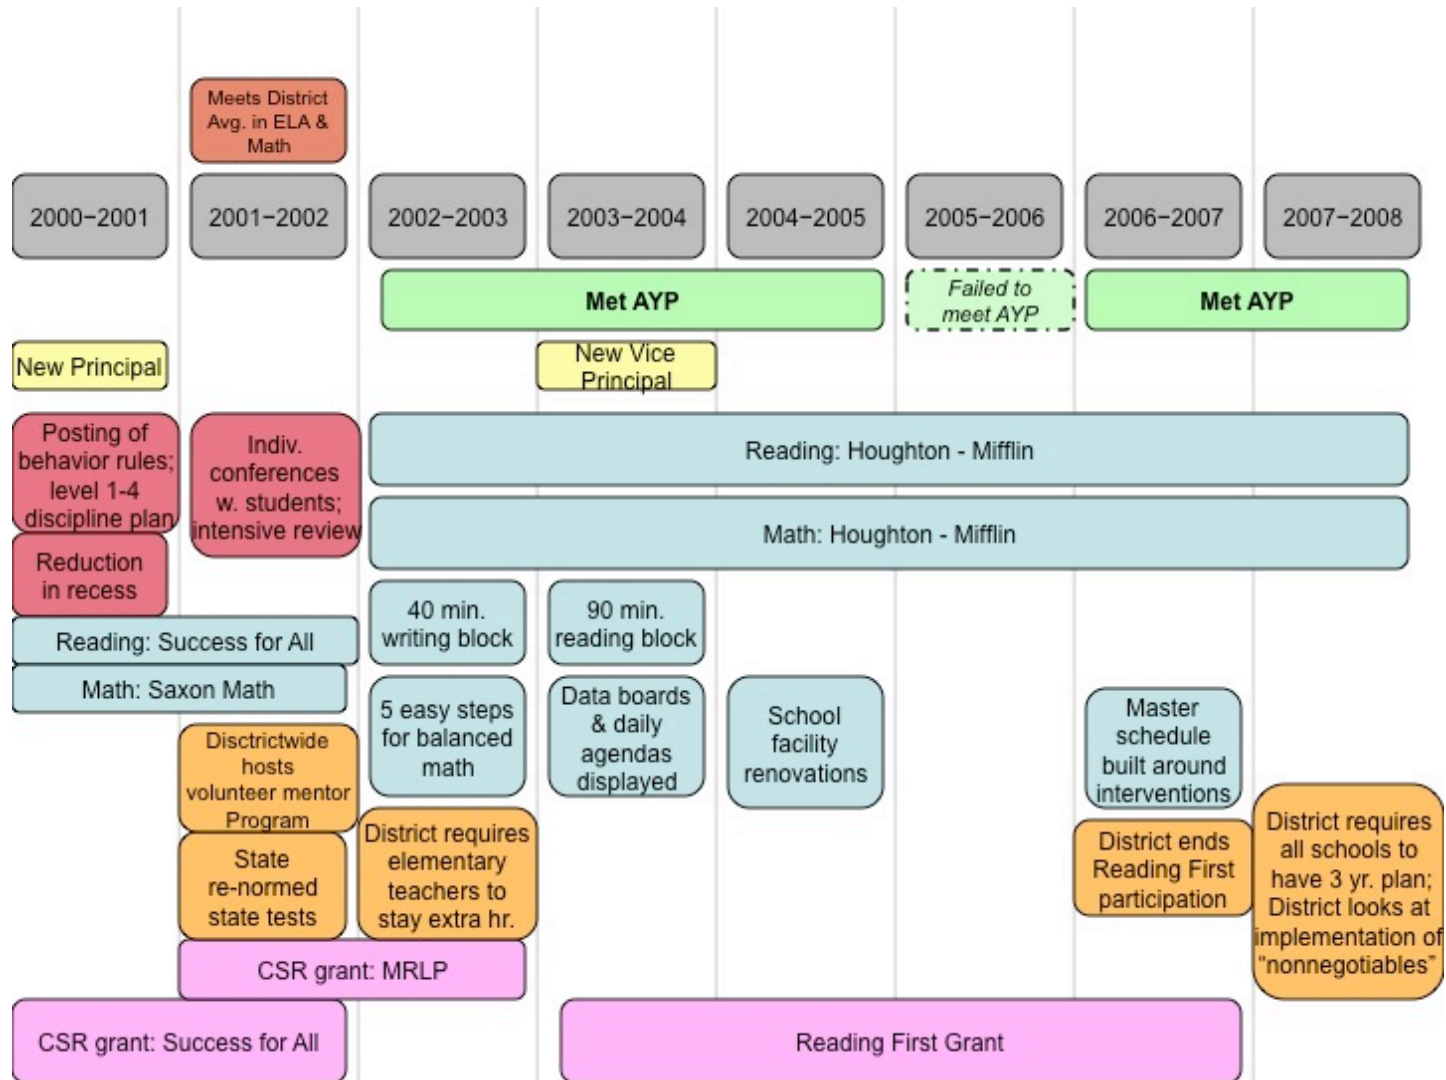 Meets District
Avg. in ELA &
Math
2000–2001
2001–2002
2002–2003
2003–2004
2004–2005
2005–2006
2006–2007
2007–2008
Met AYP
Failed to
meet AYP
Met AYP
New Principal
New Vice
Principal
Posting of
behavior rules;
level 1-4
discipline plan
Indiv.
conferences
w. students;
intensive review
Reading: Houghton - Mifflin
Math: Houghton - Mifflin
Reduction
in recess
40 min.
writing block
90 min.
reading block
Reading: Success for All
Math: Saxon Math
5 easy steps
for balanced
math
Data boards
& daily
agendas
displayed
School
facility
renovations
Master
schedule
built around
interventions
Disctrictwide
hosts
volunteer mentor
Program
State
re-normed
state tests
District requires
elementary
teachers to
stay extra hr.
District ends
Reading First
participation
District requires
all schools to
have 3 yr. plan;
District looks at
implementation of
“nonnegotiables”
CSR grant: MRLP
CSR grant: Success for All
Reading First Grant